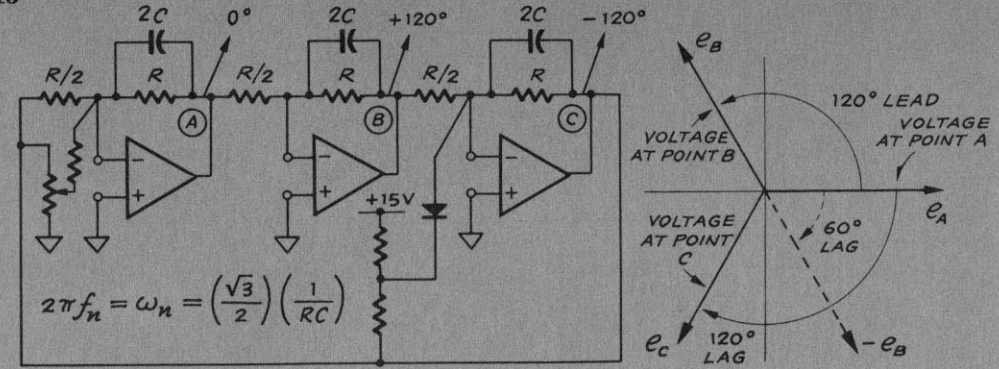 2C
0°
2C
+120°
2C
-120°
R/2
R
R/2
R
R/2
R
A
B
C
−
+
−
+
−
+
+15V
2πfn = ωn = (√3/2) (1/RC)
eB
120° LEAD
VOLTAGE
AT POINT B
VOLTAGE
AT POINT A
eA
VOLTAGE
AT POINT
C
60°
LAG
eC
120°
LAG
-eB